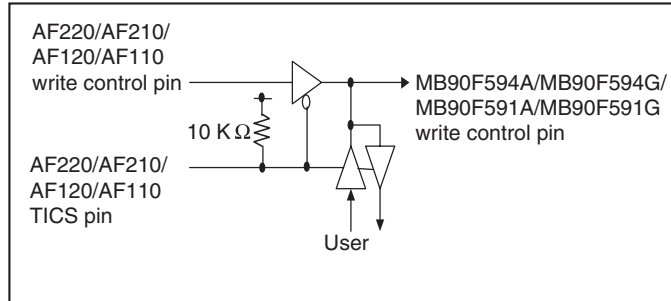 AF220/AF210/
AF120/AF110
write control pin
MB90F594A/MB90F594G/
MB90F591A/MB90F591G
write control pin
10 KΩ
AF220/AF210/
AF120/AF110
TICS pin
User